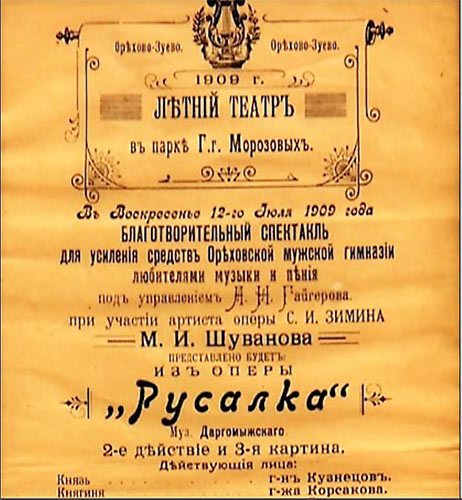 Орѣхово-Зуево. Орѣхово-Зуево.
1909 г.
ЛѢТНІЙ ТЕАТРЪ
въ паркѣ Г.г. Морозовыхъ.
Въ Воскресенье 12-го Іюля 1909 года
БЛАГОТВОРИТЕЛЬНЫЙ СПЕКТАКЛЬ
для усиленія средствъ Орѣховской мужской гимназіи
любителями музыки и пѣнія
подъ управленіемъ А. Н. Гайгерова.
при участіи артиста оперы С. И. ЗИМИНА
М. И. Шуванова
ПРЕДСТАВЛЕНО БУДЕТЪ:
ИЗЪ ОПЕРЫ
„Русалка“
Муз. Даргомыжскаго.
2-е дѣйствіе и 3-я картина.
Дѣйствующія лица:
Князь г-нъ Кузнецовъ.
Княгиня г-жа Корсакова.